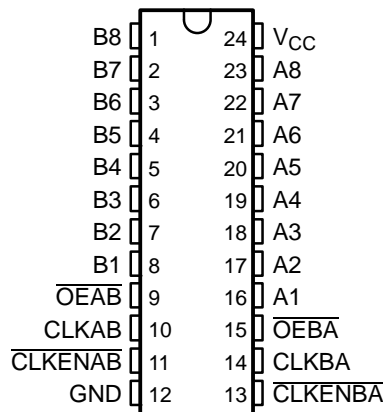 B8 1 24 VCC
B7 2 23 A8
B6 3 22 A7
B5 4 21 A6
B4 5 20 A5
B3 6 19 A4
B2 7 18 A3
B1 8 17 A2
OEAB 9 16 A1
CLKAB 10 15 OEBA
CLKENAB 11 14 CLKBA
GND 12 13 CLKENBA